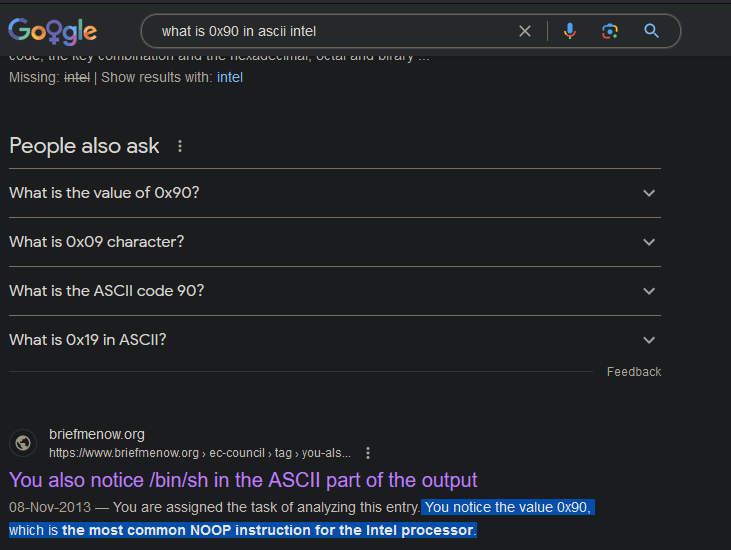 Google
what is 0x90 in ascii intel
code, the key combination and the hexadecimal, octal and binary ...
Missing: intel | Show results with: intel
People also ask
What is the value of 0x90?
What is 0x09 character?
What is the ASCII code 90?
What is 0x19 in ASCII?
Feedback
briefmenow.org
https://www.briefmenow.org › ec-council › tag › you-als...
You also notice /bin/sh in the ASCII part of the output
08-Nov-2013 — You are assigned the task of analyzing this entry. You notice the value 0x90,
which is the most common NOOP instruction for the Intel processor.